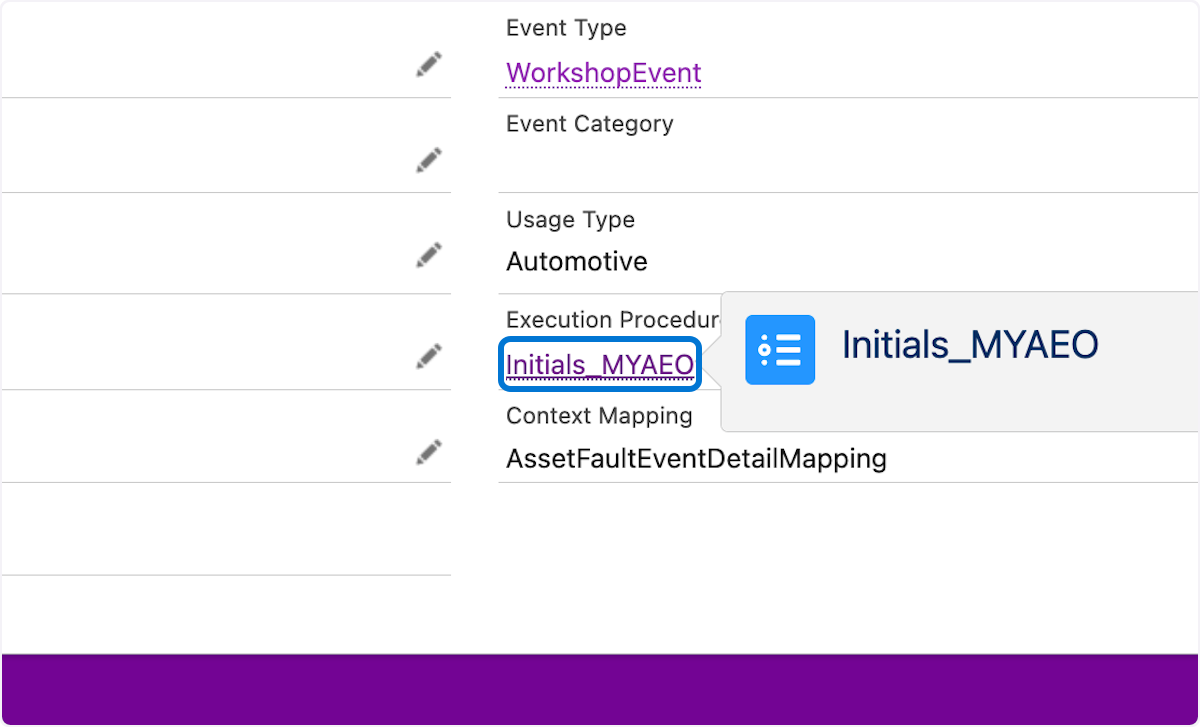 Event Type
WorkshopEvent
Event Category
Usage Type
Automotive
Execution Procedur
Initials_MYAEO
Initials_MYAEO
Context Mapping
AssetFaultEventDetailMapping